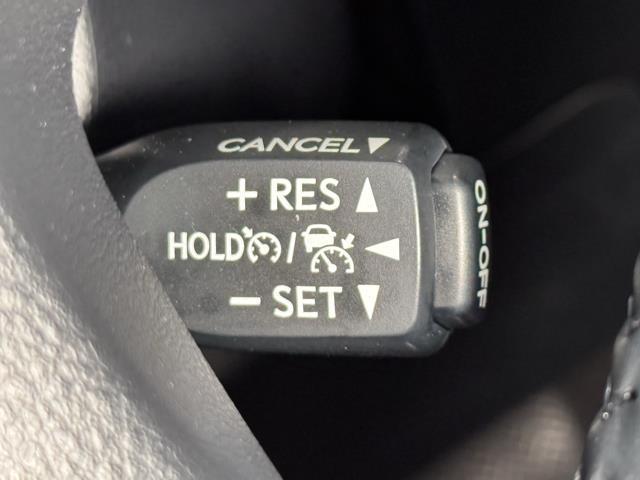 CANCEL▼
+ RES ▲
HOLD / ◀
− SET ▼
ON-OFF